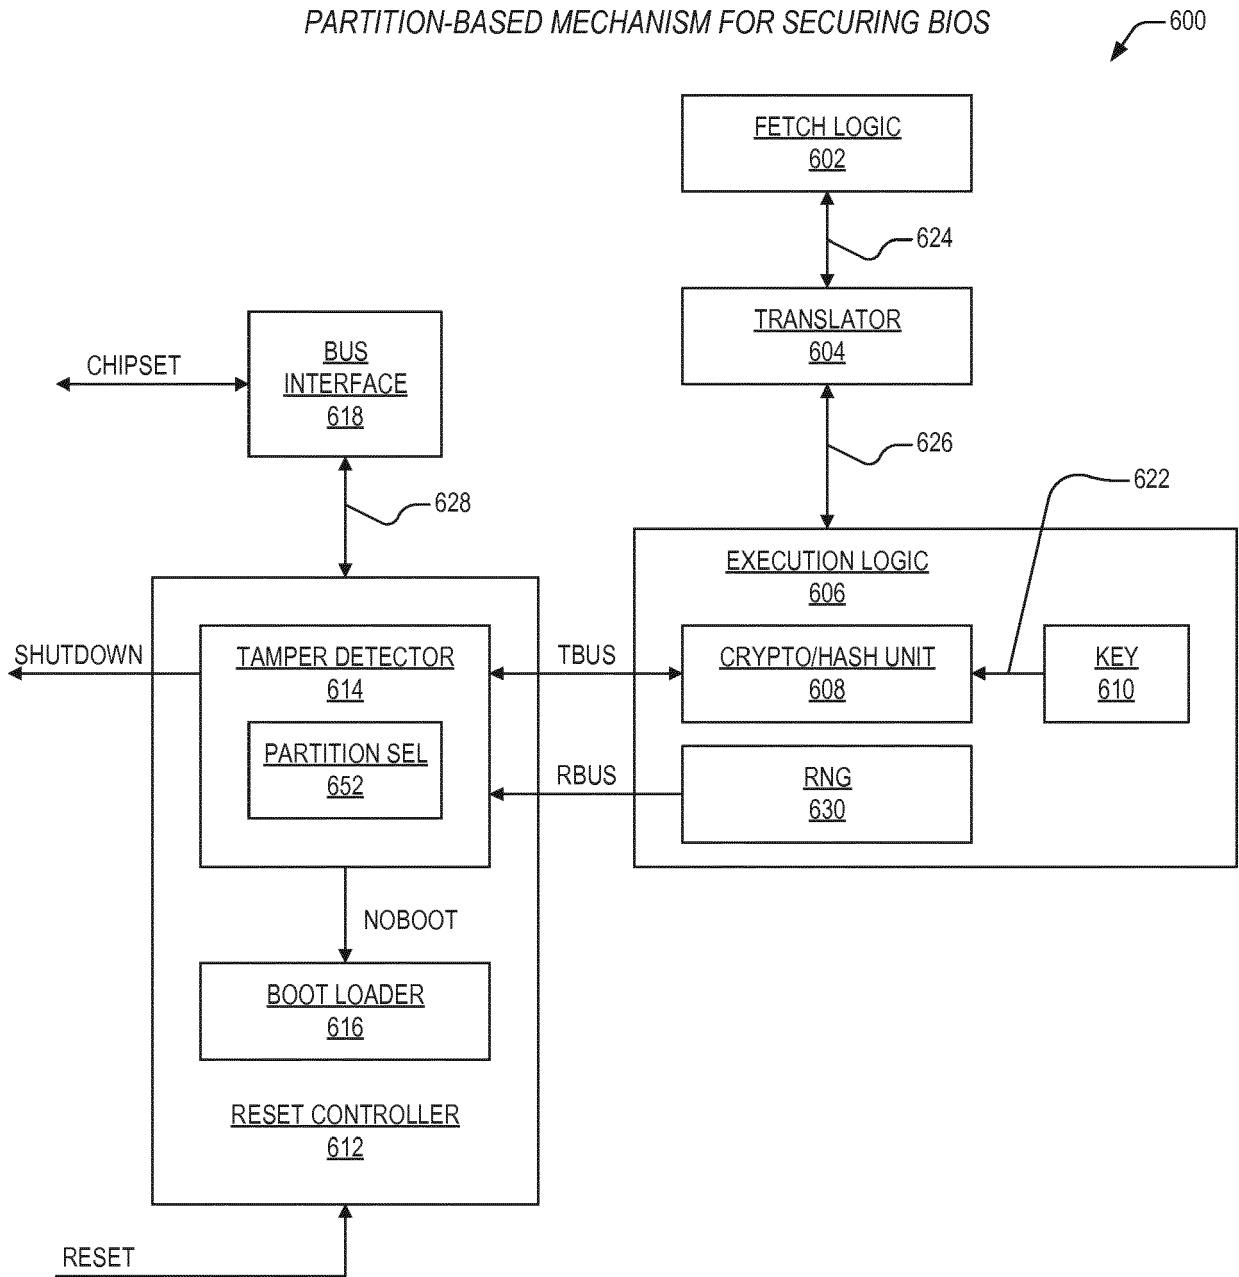 PARTITION-BASED MECHANISM FOR SECURING BIOS
600
FETCH LOGIC
602
624
TRANSLATOR
604
BUS
INTERFACE
618
CHIPSET
626
622
628
EXECUTION LOGIC
606
SHUTDOWN
TAMPER DETECTOR
614
TBUS
CRYPTO/HASH UNIT
608
KEY
610
PARTITION SEL
652
RBUS
RNG
630
NOBOOT
BOOT LOADER
616
RESET CONTROLLER
612
RESET